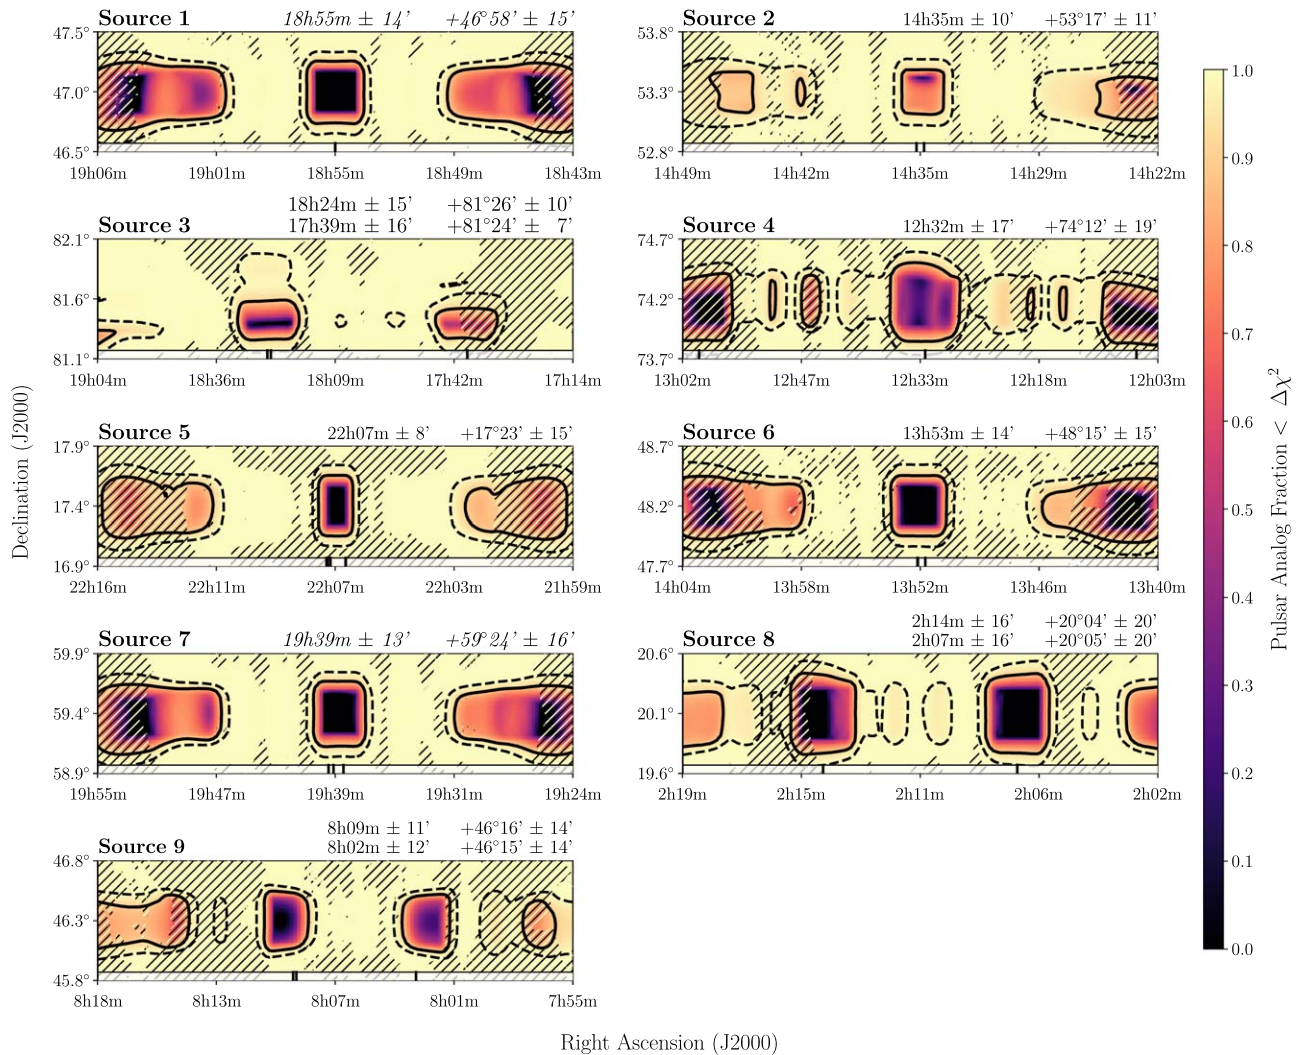 Source 1 18h55m ± 14' +46°58' ± 15'
47.5°
47.0°
46.5°
19h06m 19h01m 18h55m 18h49m 18h43m
Source 2 14h35m ± 10' +53°17' ± 11'
53.8°
53.3°
52.8°
14h49m 14h42m 14h35m 14h29m 14h22m
18h24m ± 15' +81°26' ± 10'
Source 3 17h39m ± 16' +81°24' ± 7'
82.1°
81.6°
81.1°
19h04m 18h36m 18h09m 17h42m 17h14m
Source 4 12h32m ± 17' +74°12' ± 19'
74.7°
74.2°
73.7°
13h02m 12h47m 12h33m 12h18m 12h03m
Source 5 22h07m ± 8' +17°23' ± 15'
17.9°
17.4°
16.9°
22h16m 22h11m 22h07m 22h03m 21h59m
Source 6 13h53m ± 14' +48°15' ± 15'
48.7°
48.2°
47.7°
14h04m 13h58m 13h52m 13h46m 13h40m
Source 7 19h39m ± 13' +59°24' ± 16'
59.9°
59.4°
58.9°
19h55m 19h47m 19h39m 19h31m 19h24m
2h14m ± 16' +20°04' ± 20'
Source 8 2h07m ± 16' +20°05' ± 20'
20.6°
20.1°
19.6°
2h19m 2h15m 2h11m 2h06m 2h02m
8h09m ± 11' +46°16' ± 14'
Source 9 8h02m ± 12' +46°15' ± 14'
46.8°
46.3°
45.8°
8h18m 8h13m 8h07m 8h01m 7h55m
Declination (J2000)
Right Ascension (J2000)
1.0
0.9
0.8
0.7
0.6
0.5
0.4
0.3
0.2
0.1
0.0
Pulsar Analog Fraction < Δχ²